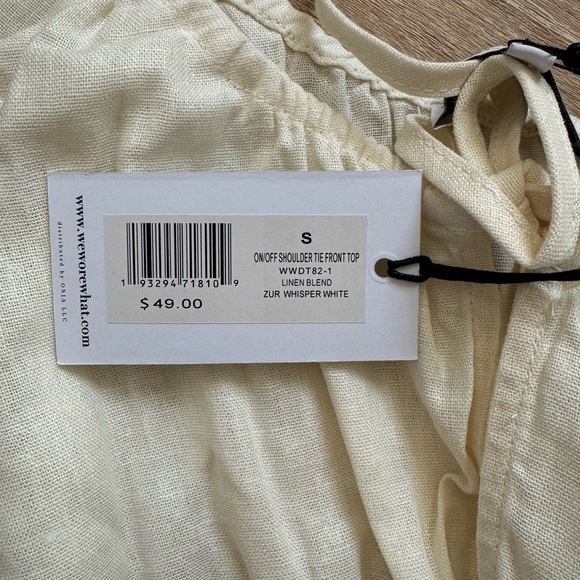 www.weworewhat.com
distributed by ONIA LLC
S
ON/OFF SHOULDER TIE FRONT TOP
WWDT82-1
LINEN BLEND
ZUR WHISPER WHITE
1 93294 71810 9
$ 49.00